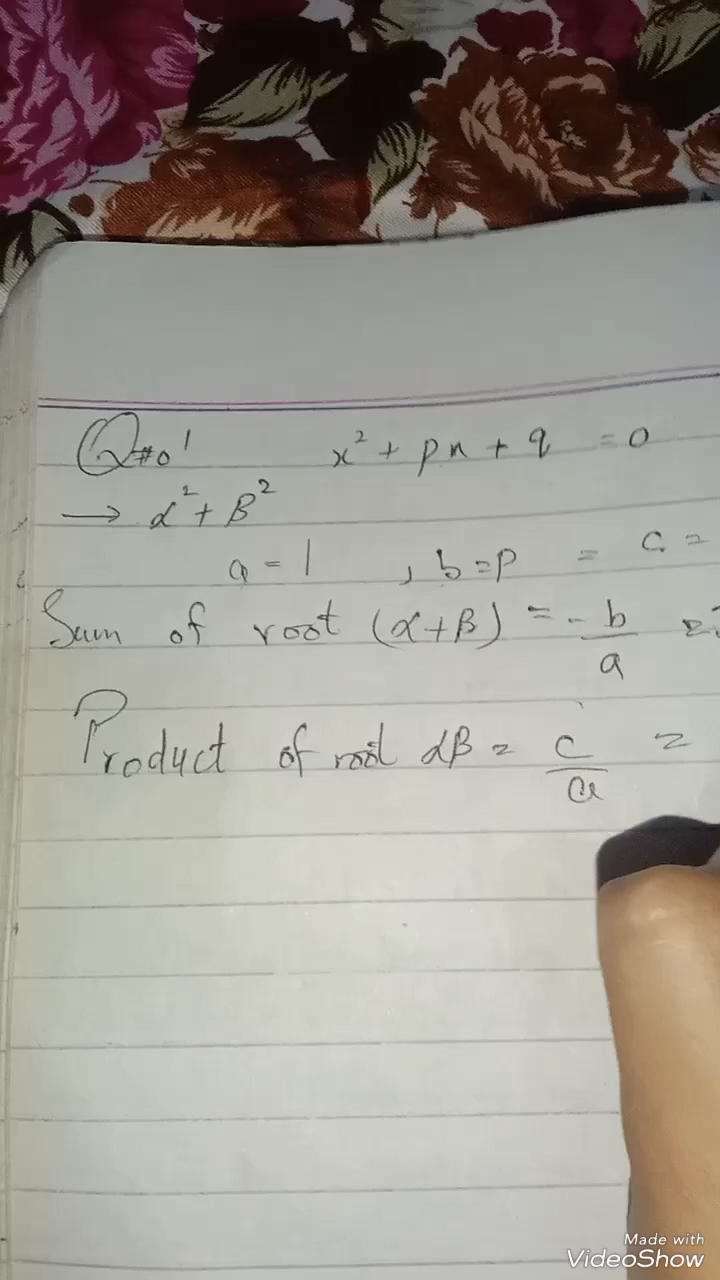 Q#01 x² + px + q = 0
→ α² + β²
a = 1 , b = p = c =
Sum of root (α+β) = -b/a =
Product of root αβ = c/a =
Made with
VideoShow